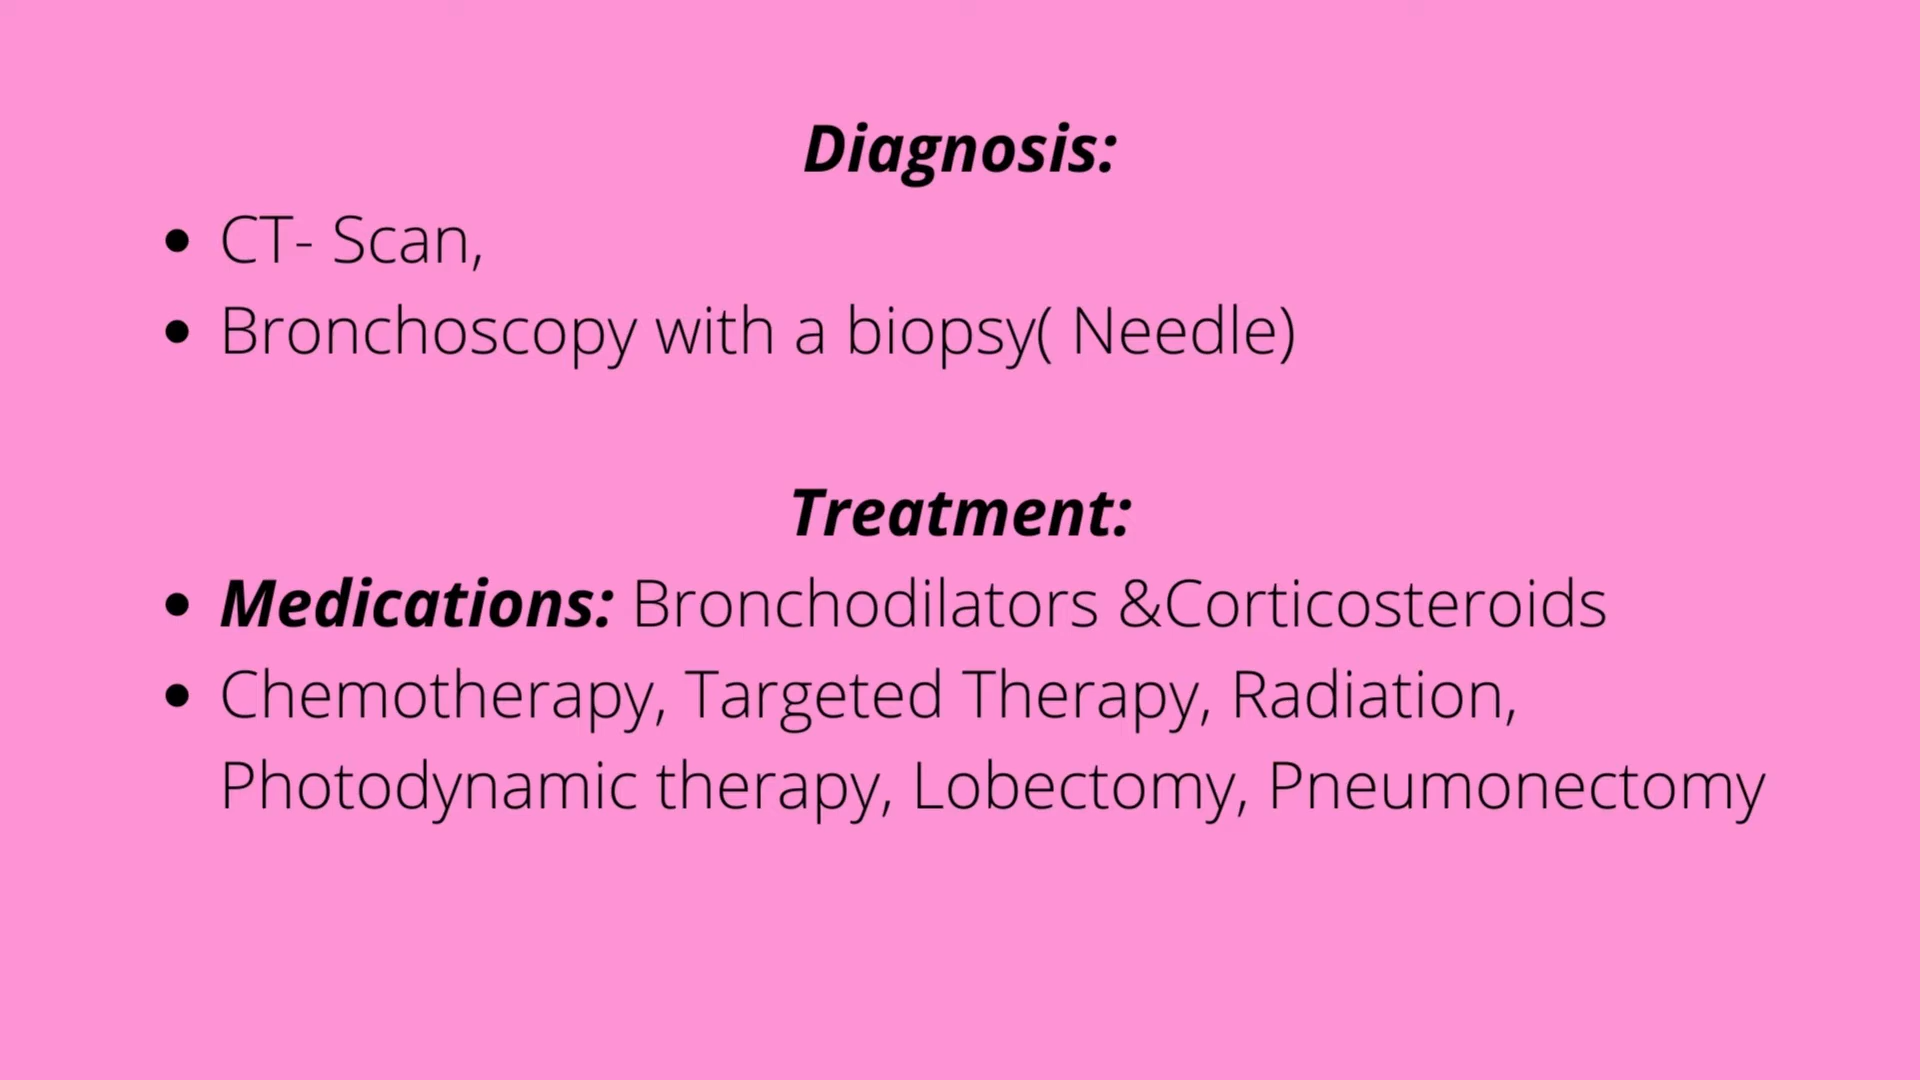 Diagnosis:
• CT- Scan,
• Bronchoscopy with a biopsy( Needle)
Treatment:
• Medications: Bronchodilators &Corticosteroids
• Chemotherapy, Targeted Therapy, Radiation,
Photodynamic therapy, Lobectomy, Pneumonectomy